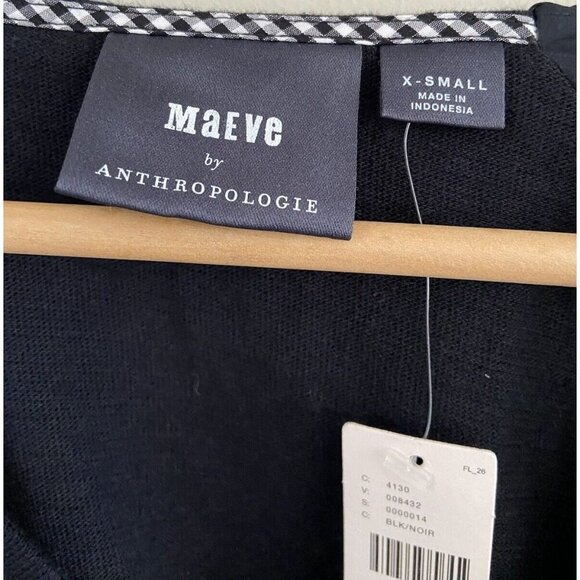 MaEVe
by
ANTHROPOLOGIE
X-SMALL
MADE IN
INDONESIA
FL_26
C: 4130
V: 008432
S: 0000014
C: BLK/NOIR